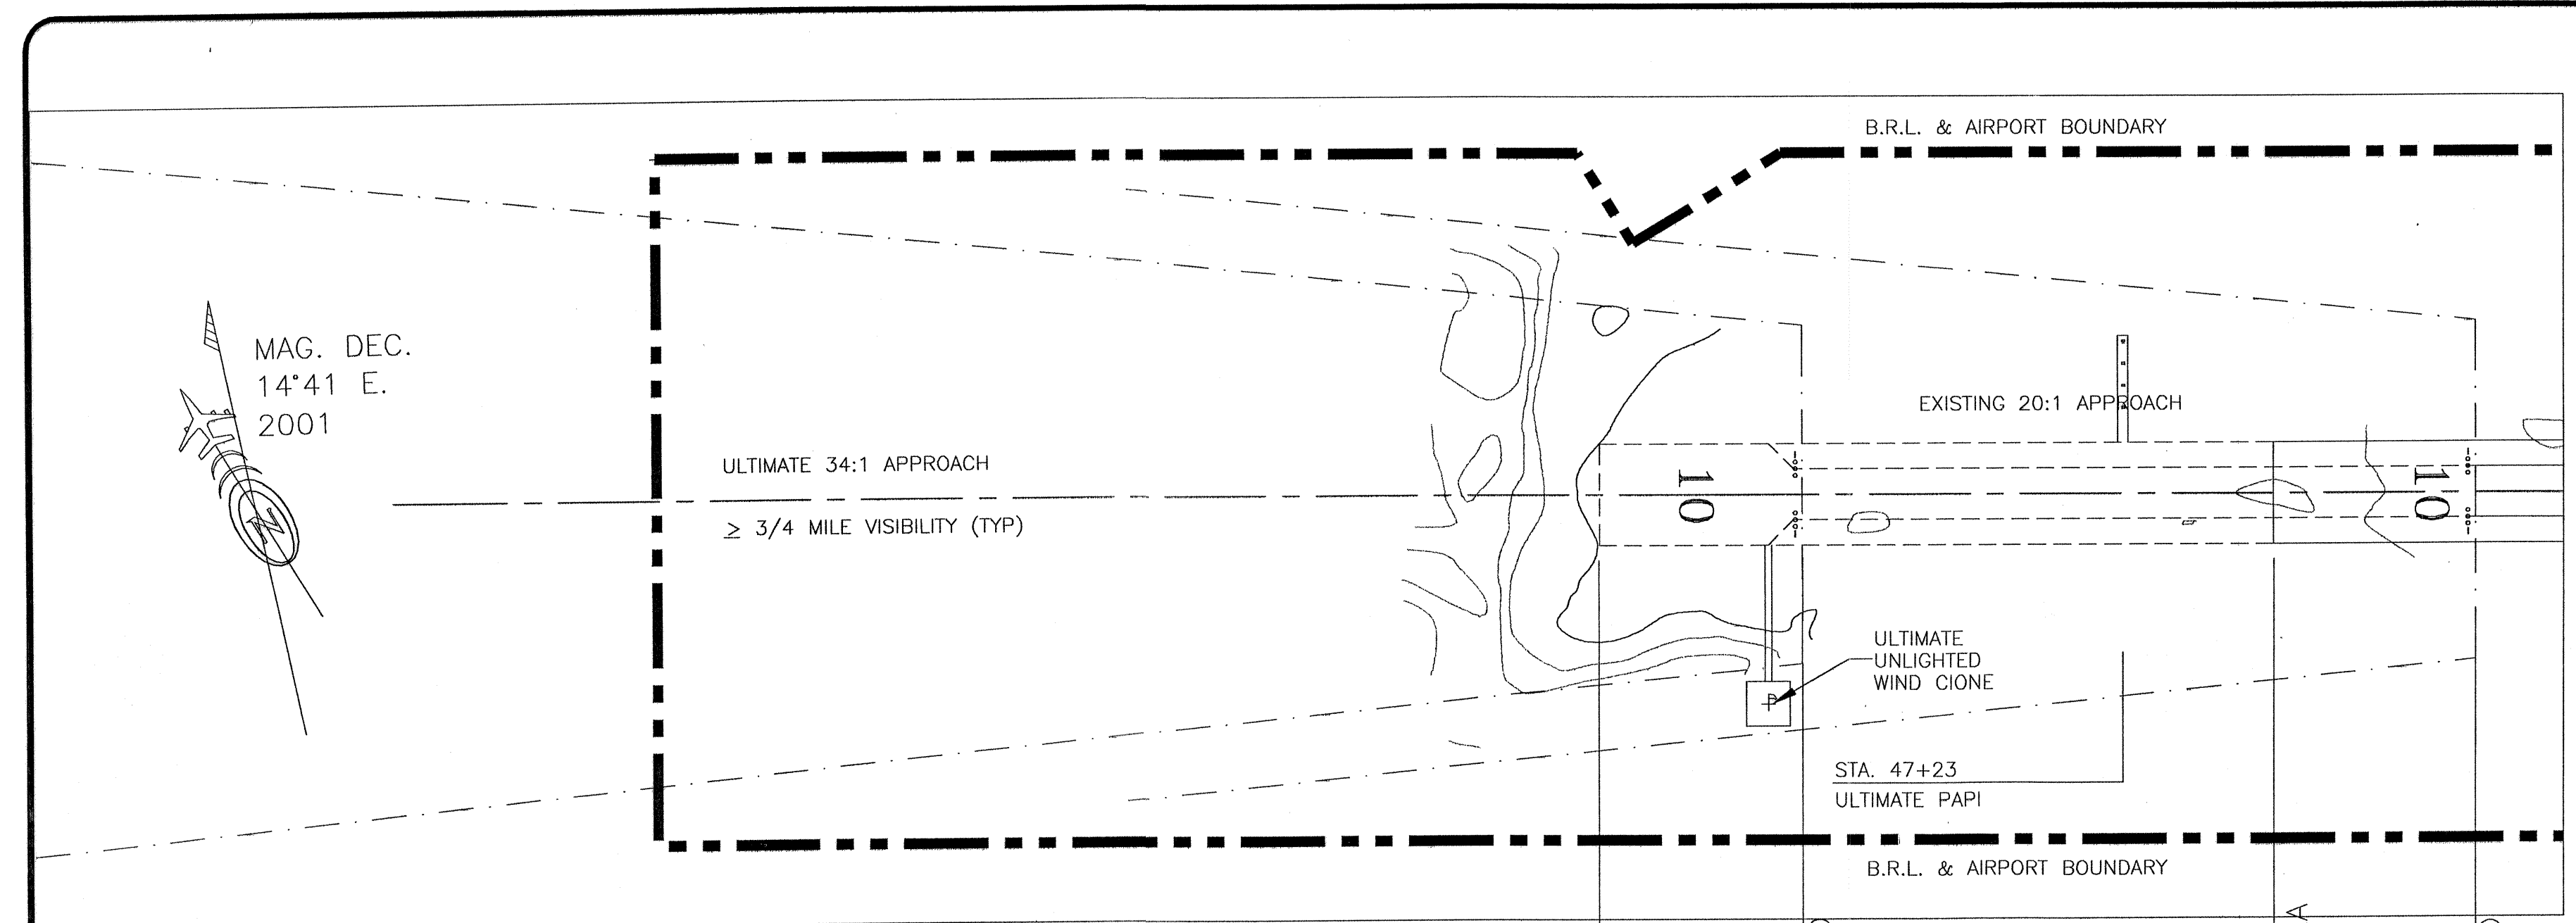 B.R.L. & AIRPORT BOUNDARY
MAG. DEC.
14°41 E.
2001
EXISTING 20:1 APPROACH
ULTIMATE 34:1 APPROACH
≥ 3/4 MILE VISIBILITY (TYP)
10
10
N
ULTIMATE
UNLIGHTED
WIND CIONE
P
STA. 47+23
ULTIMATE PAPI
B.R.L. & AIRPORT BOUNDARY
A